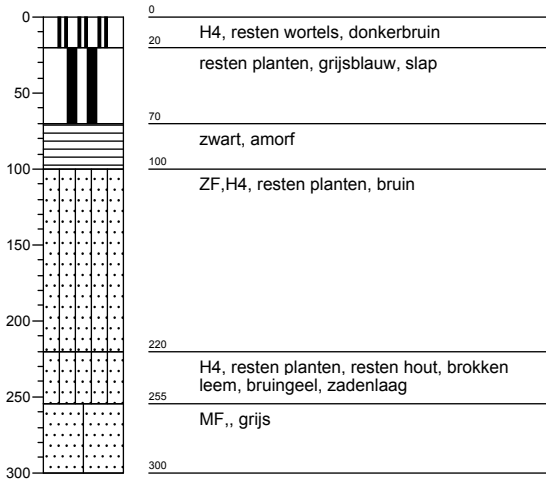 0
0
H4, resten wortels, donkerbruin
20
resten planten, grijsblauw, slap
50
70
zwart, amorf
100
100
ZF,H4, resten planten, bruin
150
200
220
H4, resten planten, resten hout, brokken
leem, bruingeel, zadenlaag
250
255
MF,, grijs
300
300